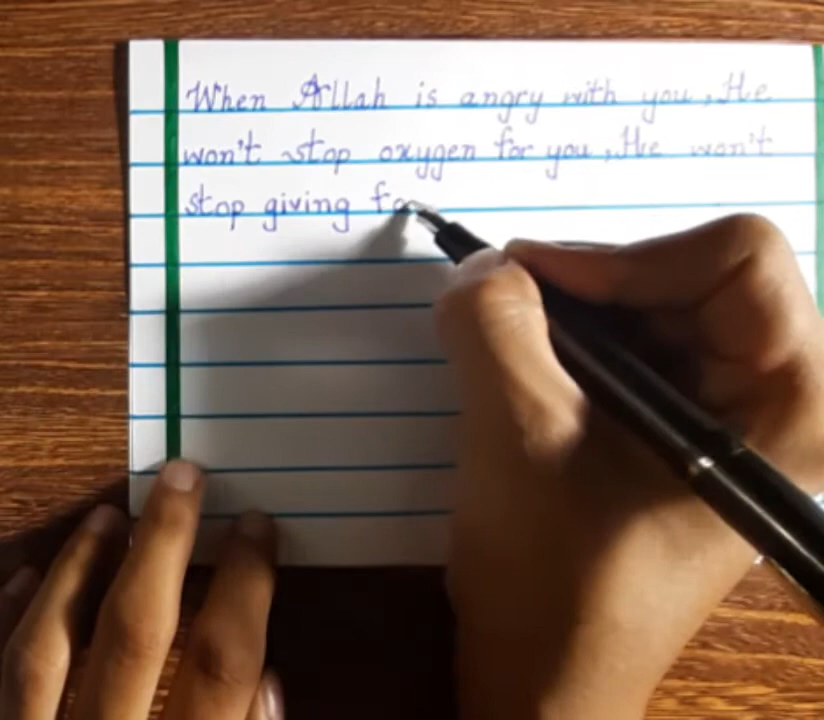 When Allah is angry with you, He
won't stop oxygen for you, He won't
stop giving fo